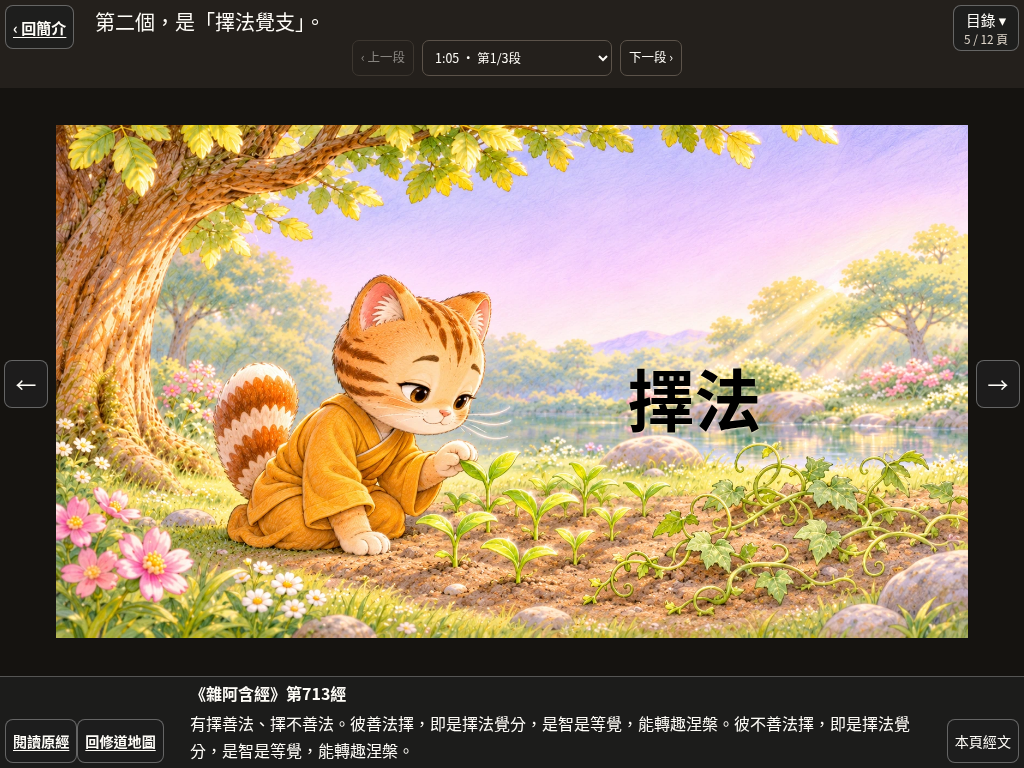 ‹ 回簡介
第二個，是「擇法覺支」。
目錄 ▾
5 / 12 頁
‹ 上一段
1:05 · 第1/3段
下一段 ›
擇法
←
→
《雜阿含經》第713經
有擇善法、擇不善法。彼善法擇，即是擇法覺分，是智是等覺，能轉趣涅槃。彼不善法擇，即是擇法覺
分，是智是等覺，能轉趣涅槃。
閱讀原經
回修道地圖
本頁經文